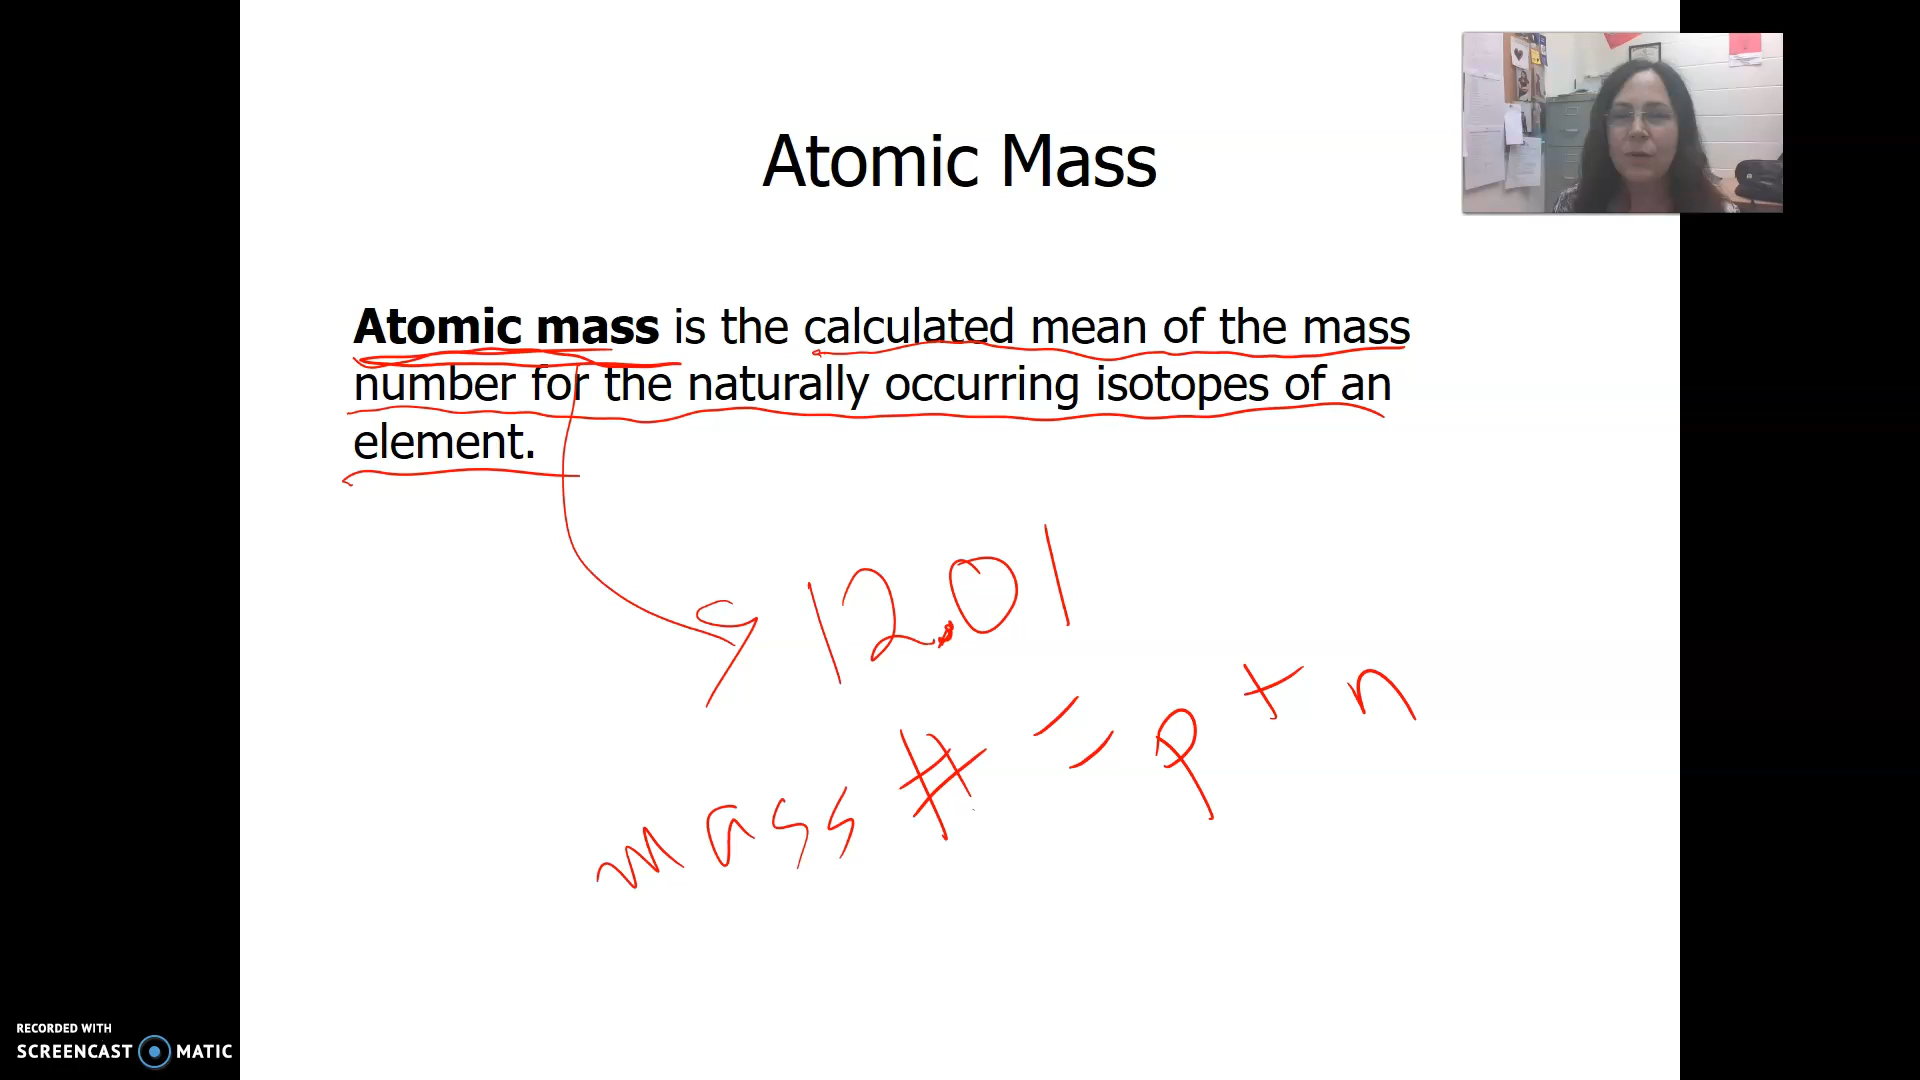 Atomic Mass
Atomic mass is the calculated mean of the mass
number for the naturally occurring isotopes of an
element.
12.01
mass # = p + n
RECORDED WITH
SCREENCAST MATIC